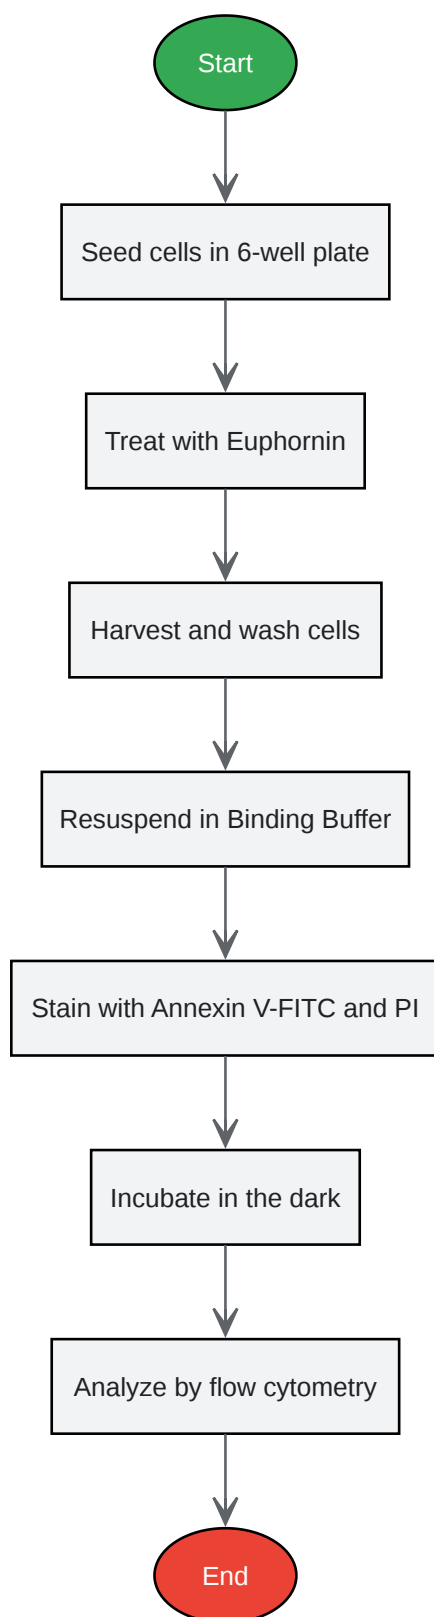 Start
Seed cells in 6-well plate
Treat with Euphornin
Harvest and wash cells
Resuspend in Binding Buffer
Stain with Annexin V-FITC and PI
Incubate in the dark
Analyze by flow cytometry
End